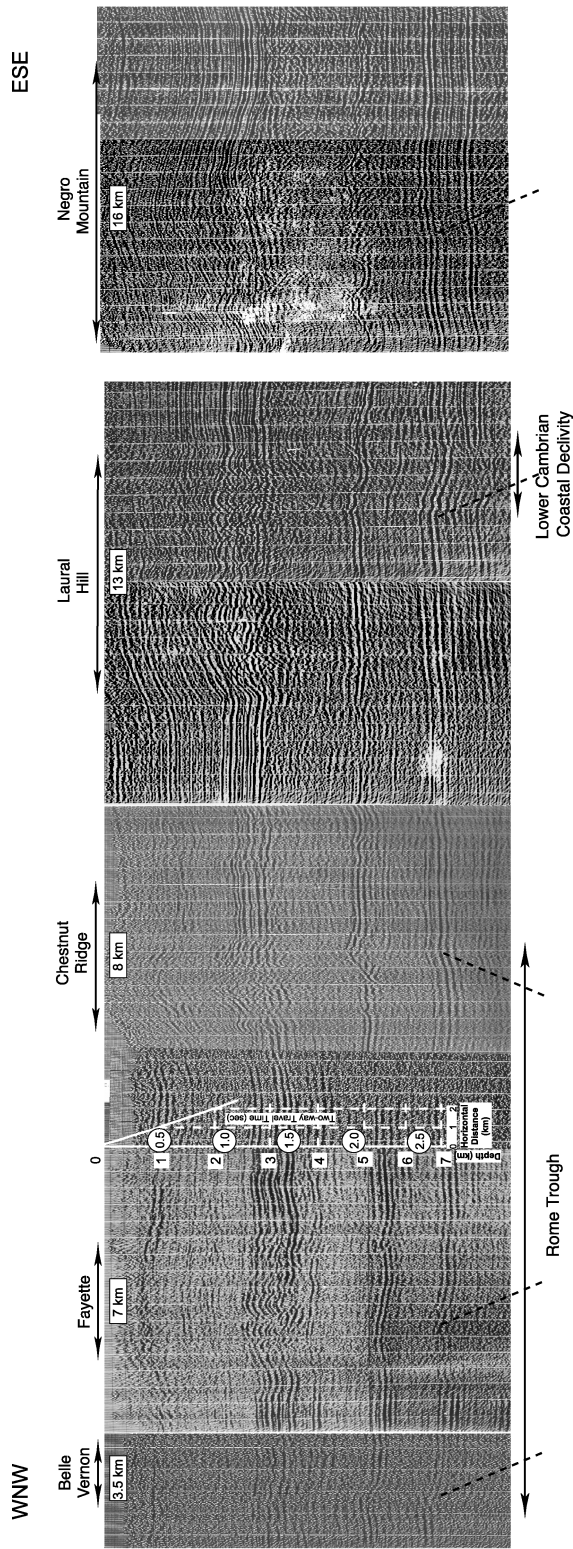 WNW
ESE
Belle
Vernon
3.5 km
Fayette
7 km
Chestnut
Ridge
8 km
Laural
Hill
13 km
Negro
Mountain
16 km
0
1
2
3
4
5
6
7
Depth (km)
0.5
1.0
1.5
2.0
2.5
Two-way Travel Time (sec)
0 1 2
Horizontal
Distance
(km)
Rome Trough
Lower Cambrian
Coastal Declivity